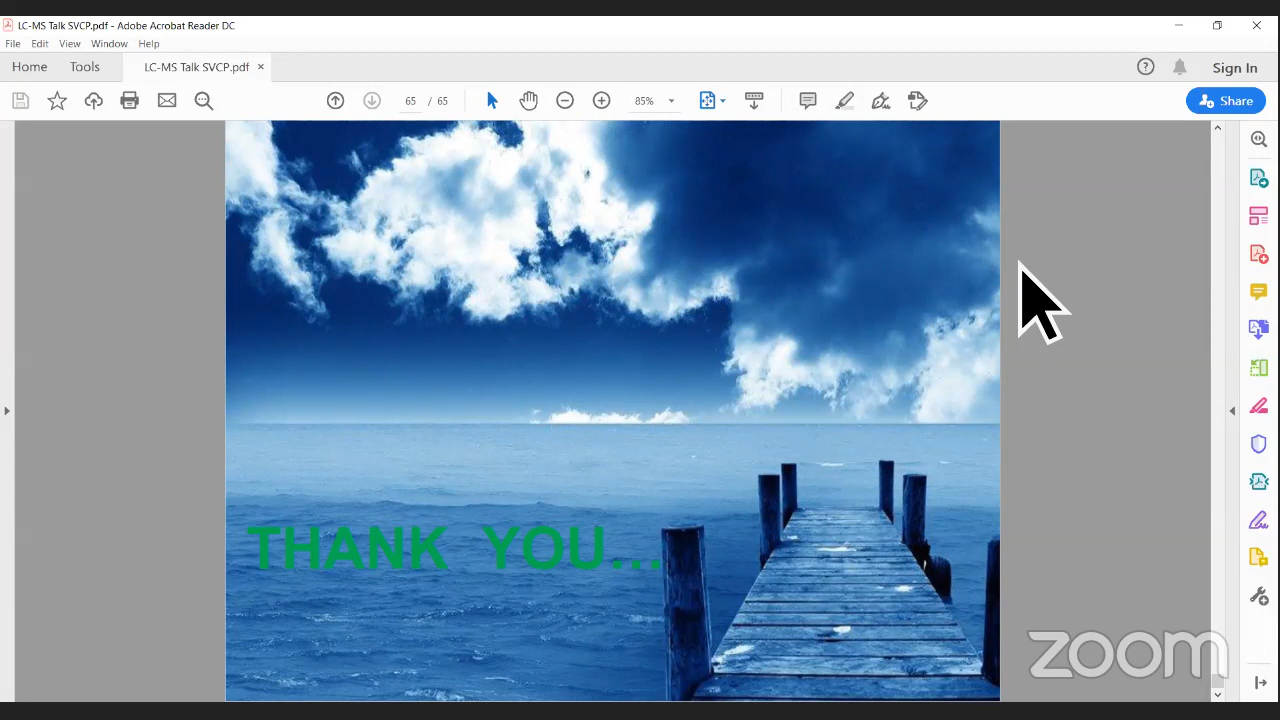 LC-MS Talk SVCP.pdf - Adobe Acrobat Reader DC
File Edit View Window Help
Home Tools LC-MS Talk SVCP.pdf × Sign In
65 / 65 85% Share
THANK YOU...
zoom